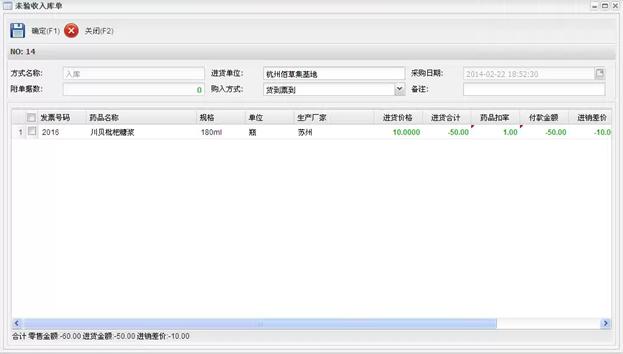 未验收入库单
确定(F1) 关闭(F2)
NO: 14
方式名称: 入库 进货单位: 杭州佰草集基地 采购日期: 2014-02-22 18:52:30
附单据数: 0 购入方式: 货到票到 备注:
发票号码 药品名称 规格 单位 生产厂家 进货价格 进货合计 药品扣率 付款金额 进销差价
1 2016 川贝枇杷糖浆 180ml 瓶 苏州 10.0000 -50.00 1.00 -50.00 -10.0
合计 零售金额:-60.00 进货金额:-50.00 进销差价:-10.00